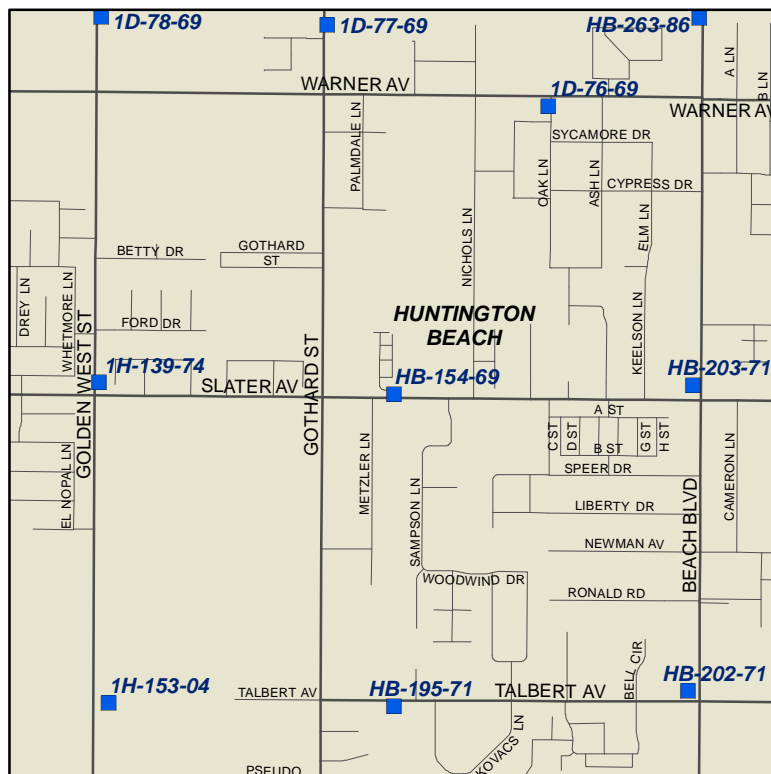 1D-78-69
1D-77-69
HB-263-86
A LN
B LN
WARNER AV
1D-76-69
WARNER AV
PALMDALE LN
SYCAMORE DR
OAK LN
ASH LN
CYPRESS DR
NICHOLS LN
ELM LN
BETTY DR
GOTHARD
ST
DREY LN
WHETMORE LN
GOLDEN WEST ST
FORD DR
GOTHARD ST
HUNTINGTON
BEACH
KEELSON LN
1H-139-74
SLATER AV
HB-154-69
HB-203-71
A ST
C ST
D ST
B ST
G ST
H ST
EL NOPAL LN
METZLER LN
SAMPSON LN
SPEER DR
CAMERON LN
LIBERTY DR
BEACH BLVD
NEWMAN AV
WOODWIND DR
RONALD RD
BELL CIR
1H-153-04
TALBERT AV
HB-195-71
TALBERT AV
HB-202-71
KOVACS LN
PSEUDO